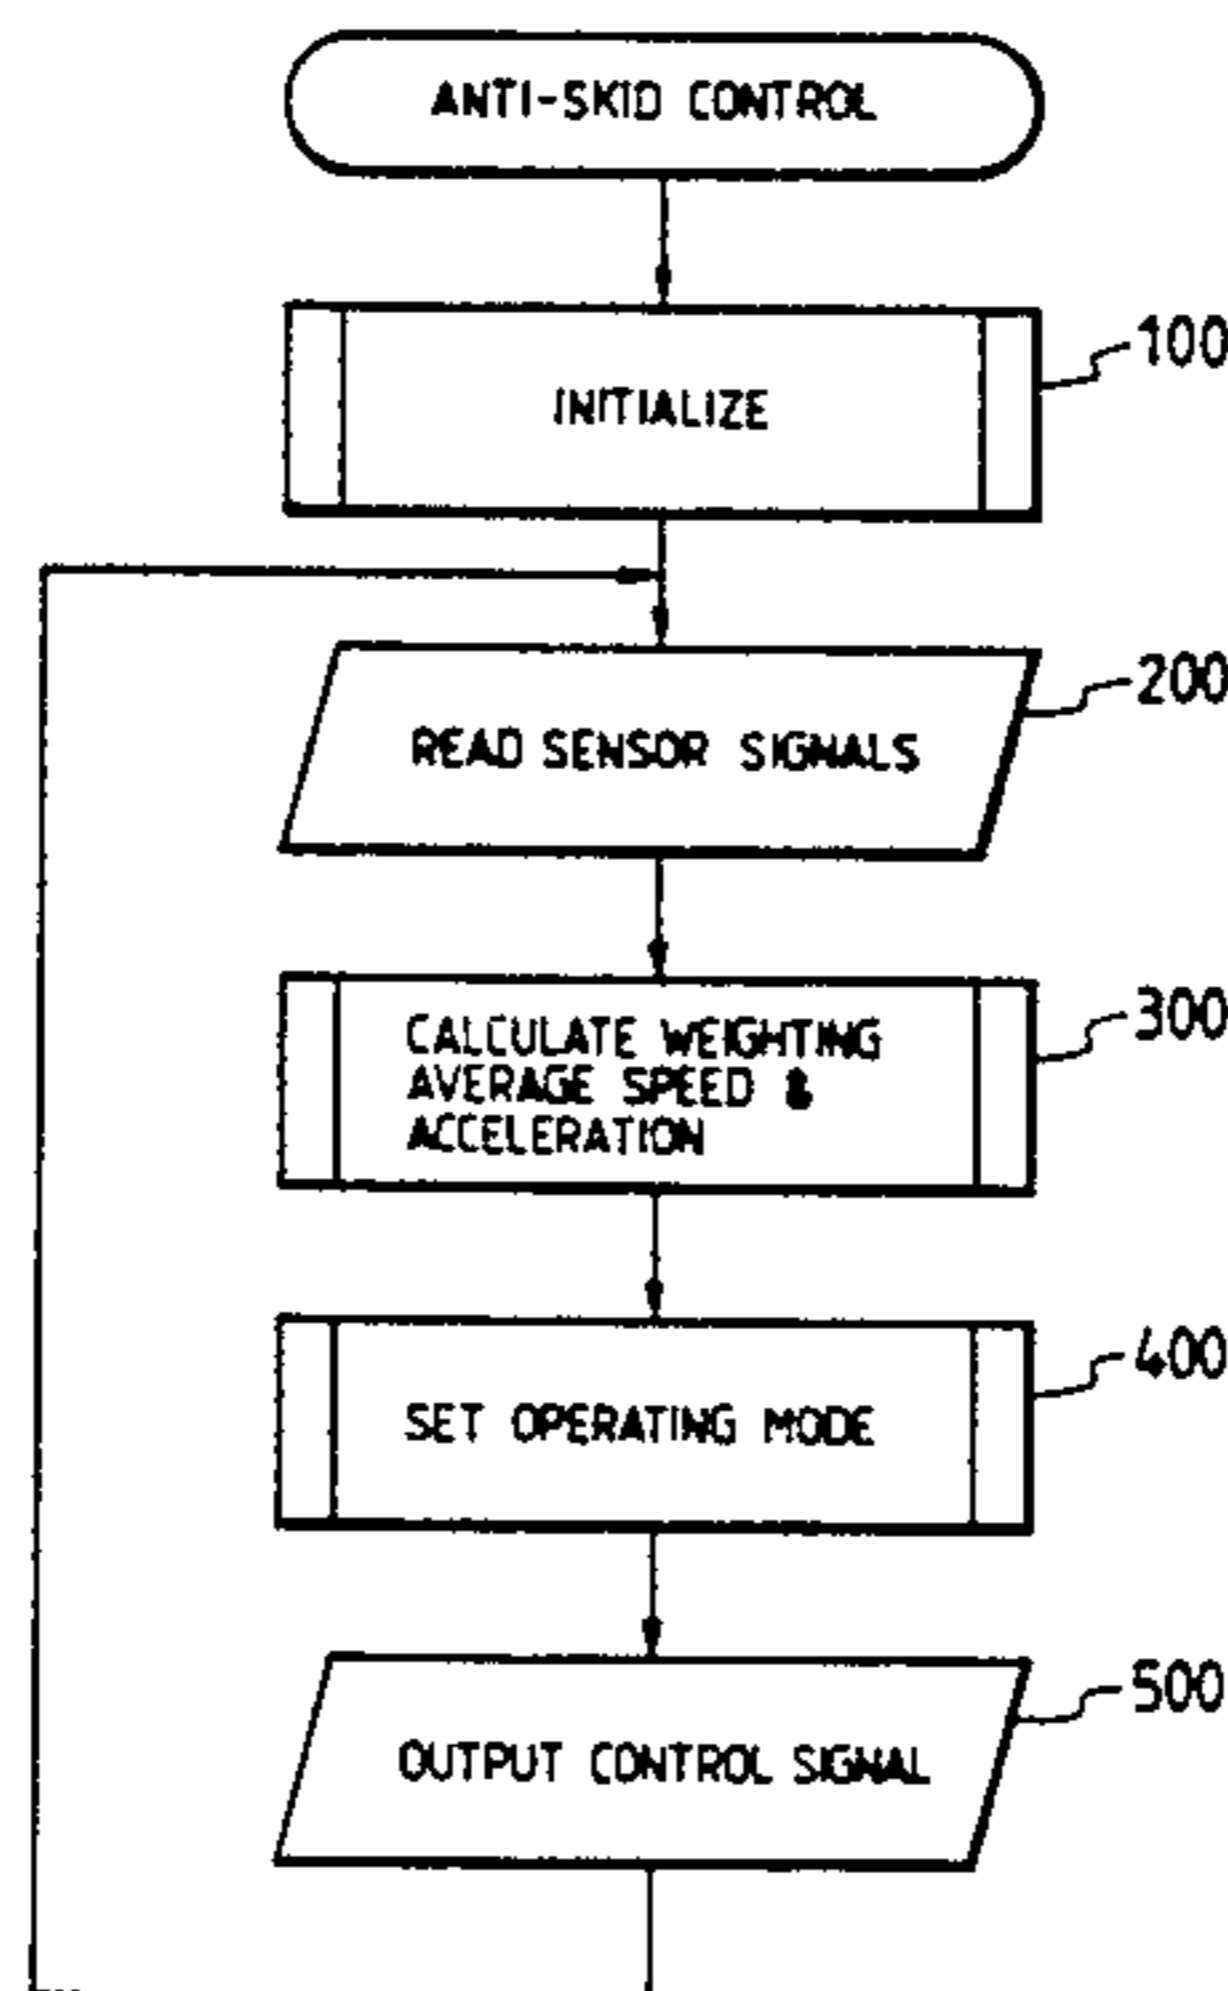 ANTI-SKID CONTROL
INITIALIZE
100
READ SENSOR SIGNALS
200
CALCULATE WEIGHTING
AVERAGE SPEED &
ACCELERATION
300
SET OPERATING MODE
400
OUTPUT CONTROL SIGNAL
500